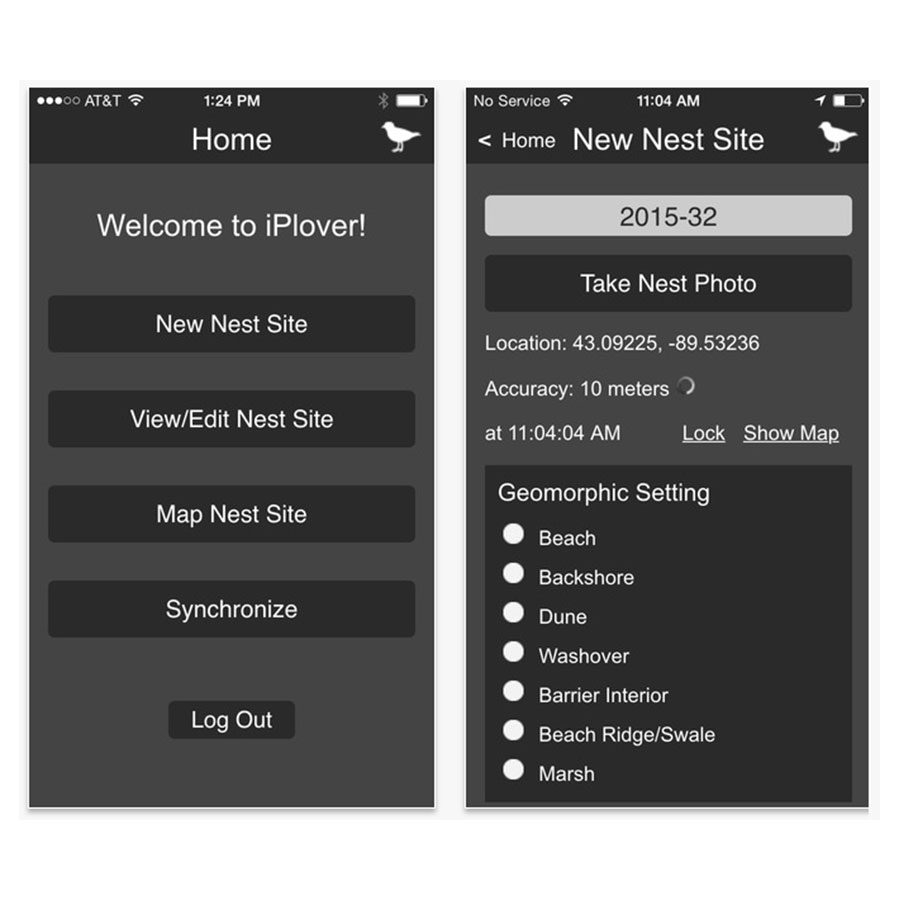 AT&T 1:24 PM
Home
Welcome to iPlover!
New Nest Site
View/Edit Nest Site
Map Nest Site
Synchronize
Log Out
No Service 11:04 AM
< Home New Nest Site
2015-32
Take Nest Photo
Location: 43.09225, -89.53236
Accuracy: 10 meters
at 11:04:04 AM Lock Show Map
Geomorphic Setting
Beach
Backshore
Dune
Washover
Barrier Interior
Beach Ridge/Swale
Marsh